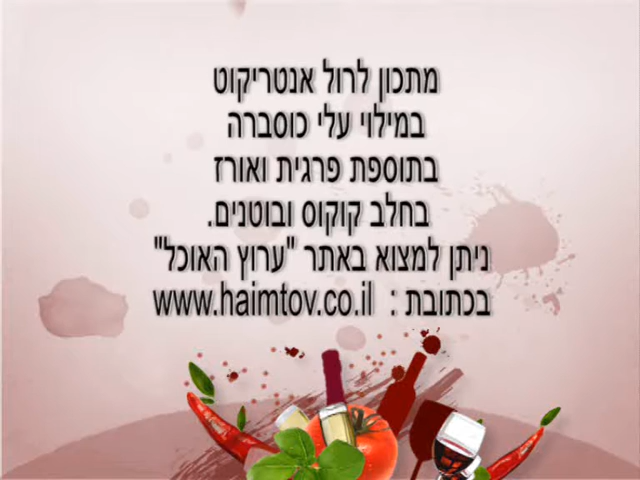 מתכון לרול אנטריקוט
במילוי עלי כוסברה
בתוספת פרגית ואורז
בחלב קוקוס ובוטנים.
ניתן למצוא באתר "ערוץ האוכל"
בכתובת : www.haimtov.co.il